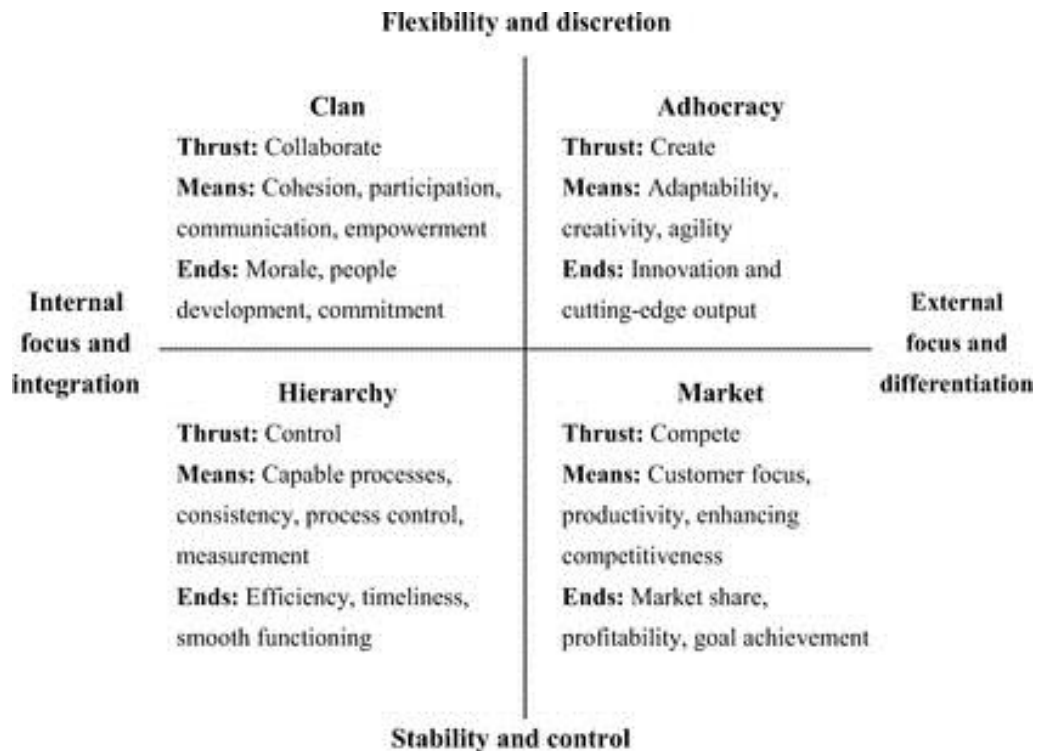 Flexibility and discretion
Clan
Thrust: Collaborate
Means: Cohesion, participation,
communication, empowerment
Ends: Morale, people
development, commitment
Adhocracy
Thrust: Create
Means: Adaptability,
creativity, agility
Ends: Innovation and
cutting-edge output
Internal
focus and
integration
External
focus and
differentiation
Hierarchy
Thrust: Control
Means: Capable processes,
consistency, process control,
measurement
Ends: Efficiency, timeliness,
smooth functioning
Market
Thrust: Compete
Means: Customer focus,
productivity, enhancing
competitiveness
Ends: Market share,
profitability, goal achievement
Stability and control